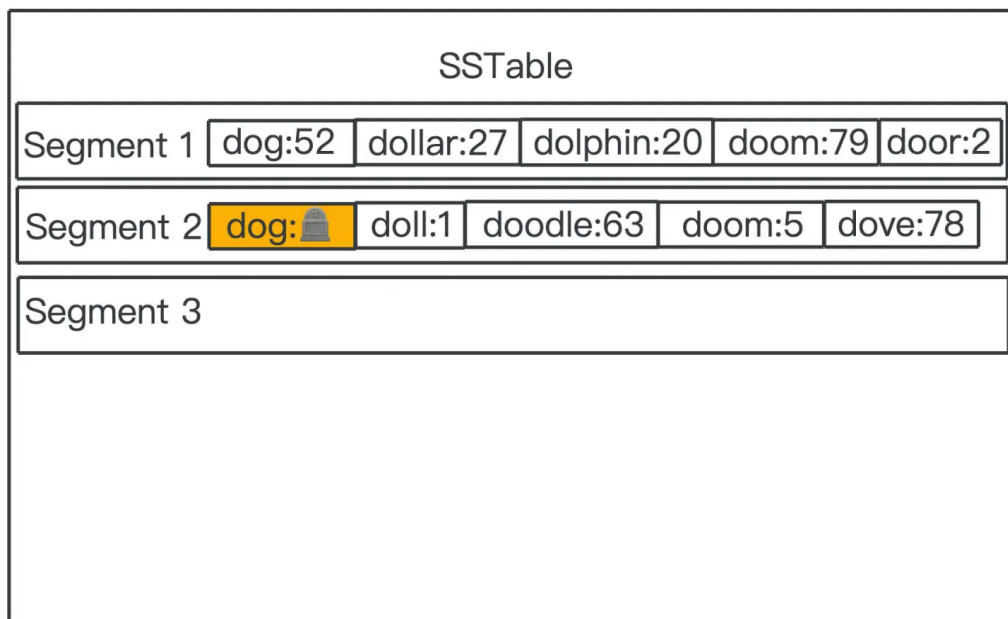 SSTable
Segment 1 dog:52 dollar:27 dolphin:20 doom:79 door:2
Segment 2 dog:🪦 doll:1 doodle:63 doom:5 dove:78
Segment 3